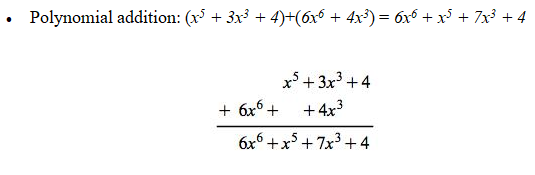 • Polynomial addition: (x⁵ + 3x³ + 4)+(6x⁶ + 4x³) = 6x⁶ + x⁵ + 7x³ + 4
x⁵ + 3x³ + 4
+ 6x⁶ + + 4x³
6x⁶ + x⁵ + 7x³ + 4